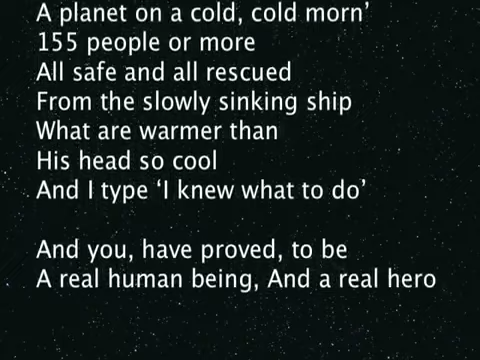 A planet on a cold, cold morn’
155 people or more
All safe and all rescued
From the slowly sinking ship
What are warmer than
His head so cool
And I type ‘I knew what to do’
And you, have proved, to be
A real human being, And a real hero